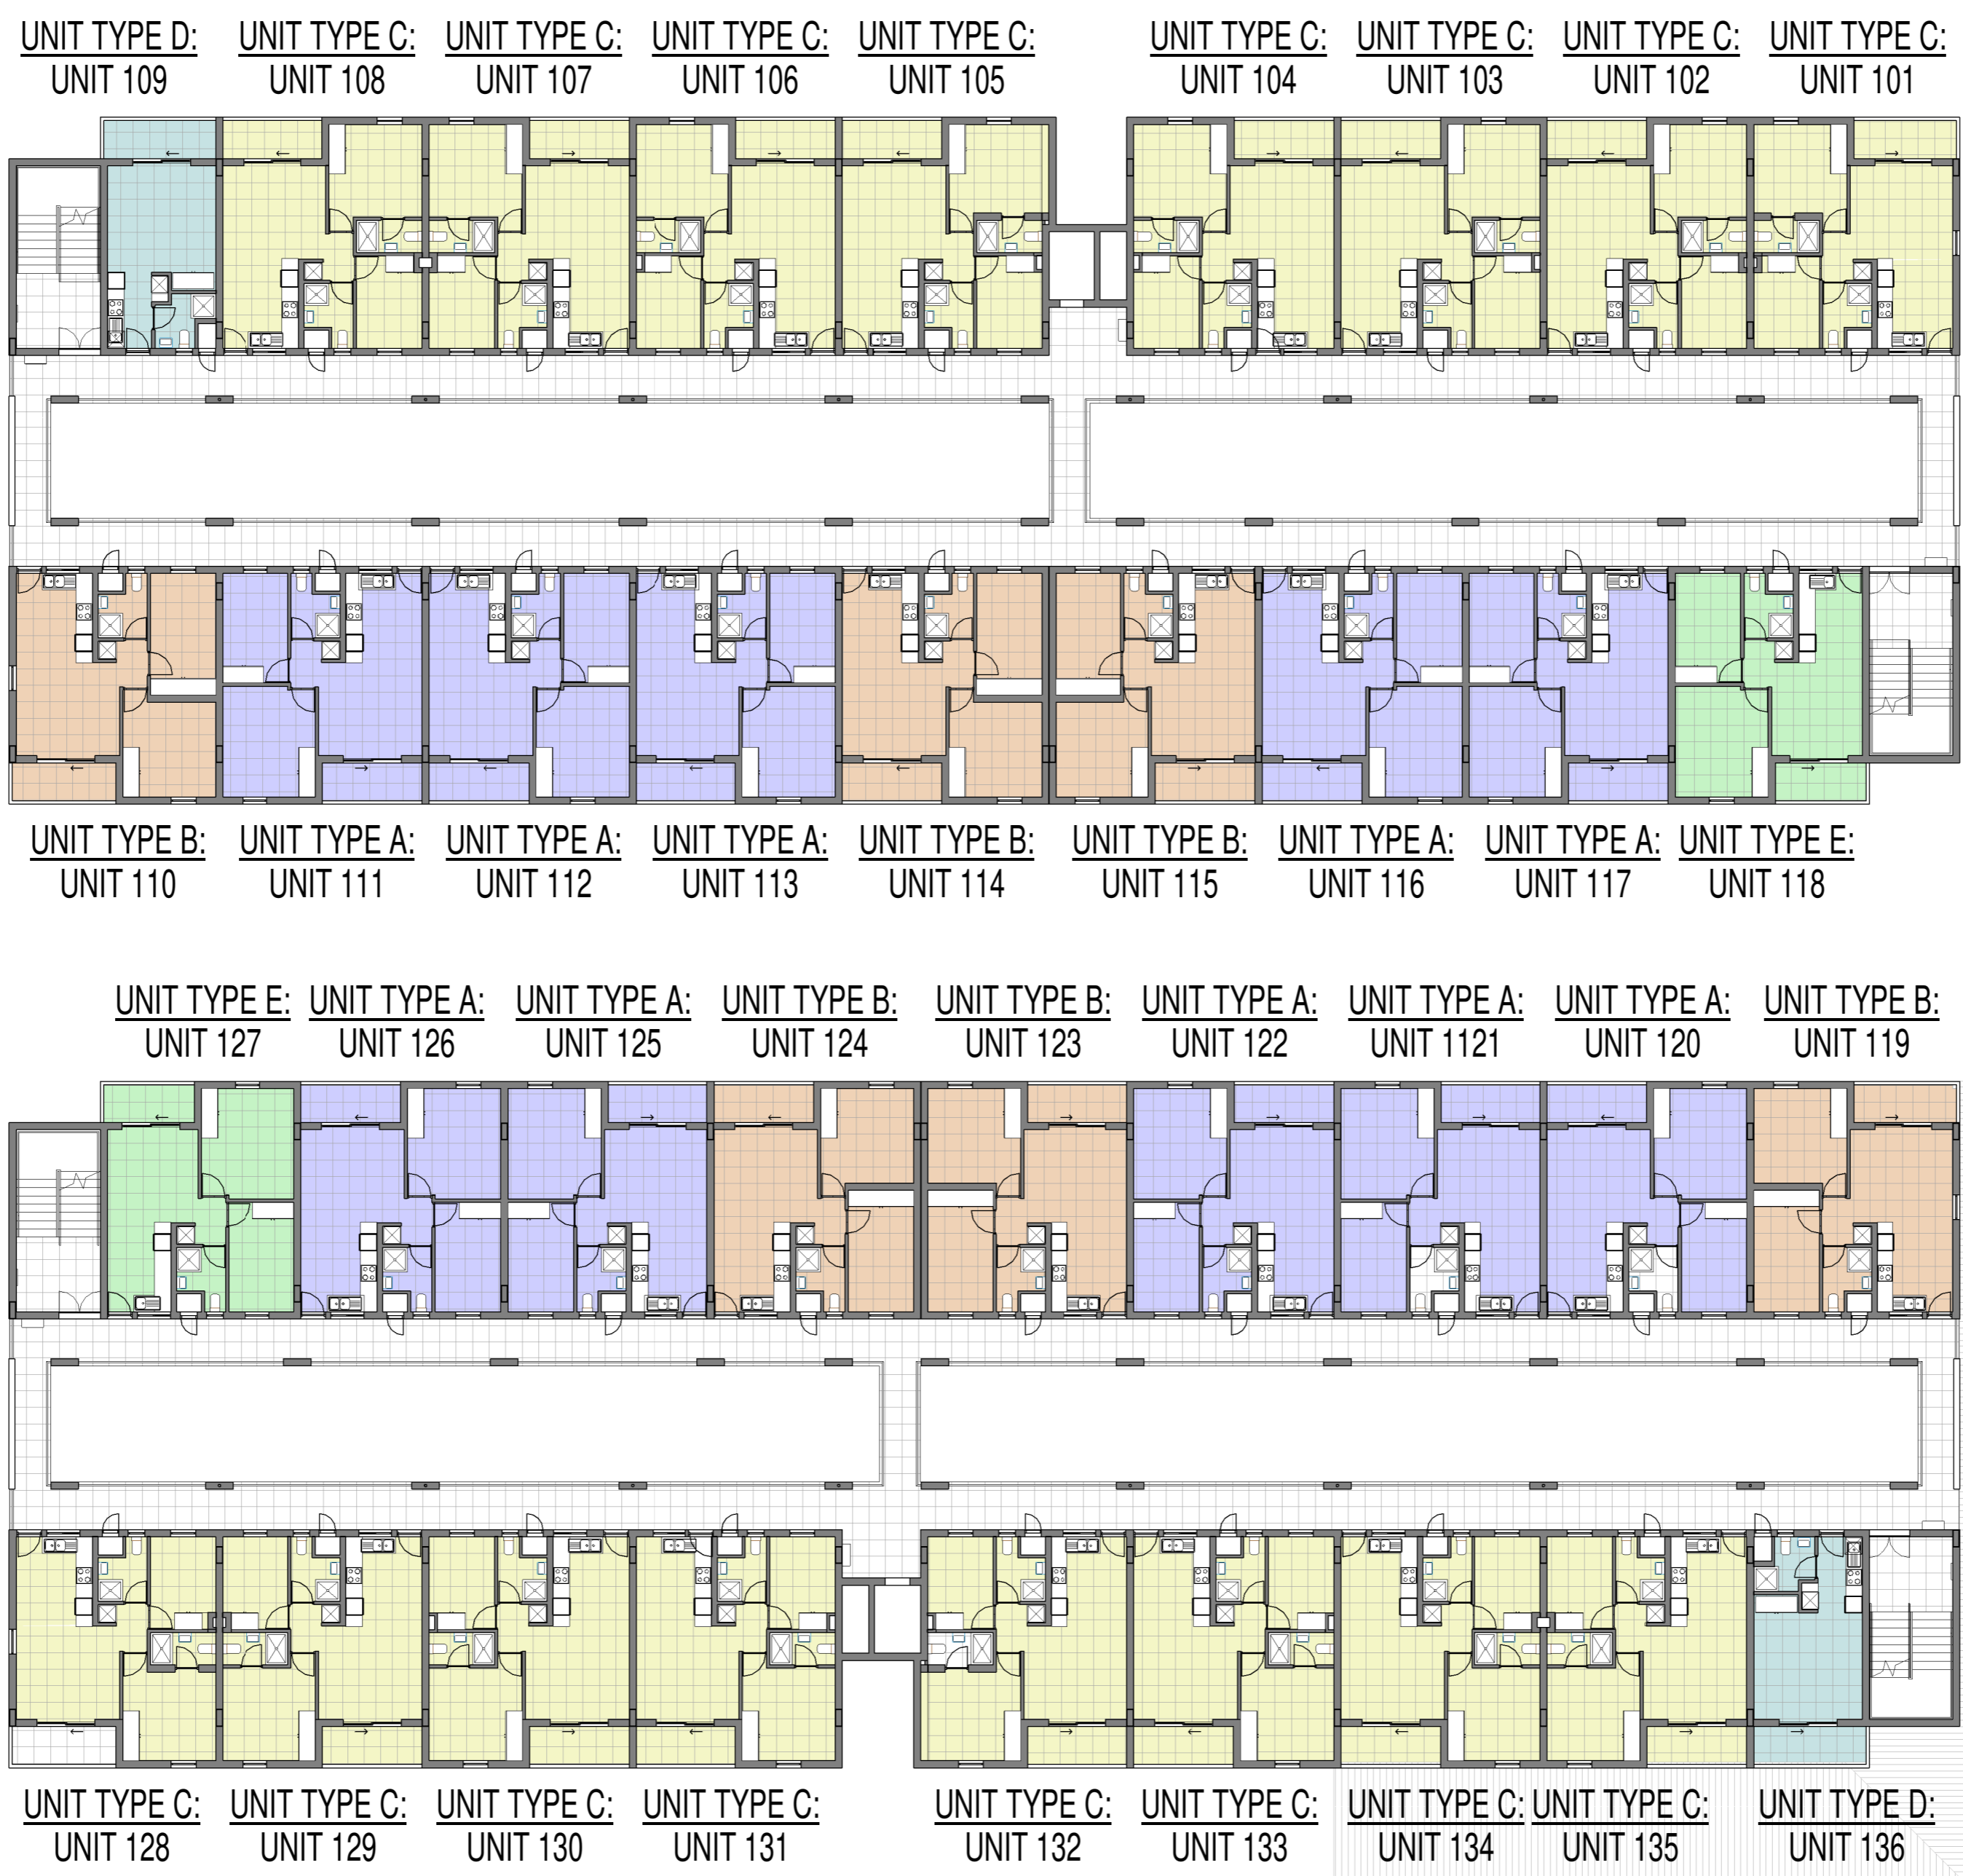 UNIT TYPE D:
UNIT 109
UNIT TYPE C:
UNIT 108
UNIT TYPE C:
UNIT 107
UNIT TYPE C:
UNIT 106
UNIT TYPE C:
UNIT 105
UNIT TYPE C:
UNIT 104
UNIT TYPE C:
UNIT 103
UNIT TYPE C:
UNIT 102
UNIT TYPE C:
UNIT 101
UNIT TYPE B:
UNIT 110
UNIT TYPE A:
UNIT 111
UNIT TYPE A:
UNIT 112
UNIT TYPE A:
UNIT 113
UNIT TYPE B:
UNIT 114
UNIT TYPE B:
UNIT 115
UNIT TYPE A:
UNIT 116
UNIT TYPE A:
UNIT 117
UNIT TYPE E:
UNIT 118
UNIT TYPE E:
UNIT 127
UNIT TYPE A:
UNIT 126
UNIT TYPE A:
UNIT 125
UNIT TYPE B:
UNIT 124
UNIT TYPE B:
UNIT 123
UNIT TYPE A:
UNIT 122
UNIT TYPE A:
UNIT 1121
UNIT TYPE A:
UNIT 120
UNIT TYPE B:
UNIT 119
UNIT TYPE C:
UNIT 128
UNIT TYPE C:
UNIT 129
UNIT TYPE C:
UNIT 130
UNIT TYPE C:
UNIT 131
UNIT TYPE C:
UNIT 132
UNIT TYPE C:
UNIT 133
UNIT TYPE C:
UNIT 134
UNIT TYPE C:
UNIT 135
UNIT TYPE D:
UNIT 136